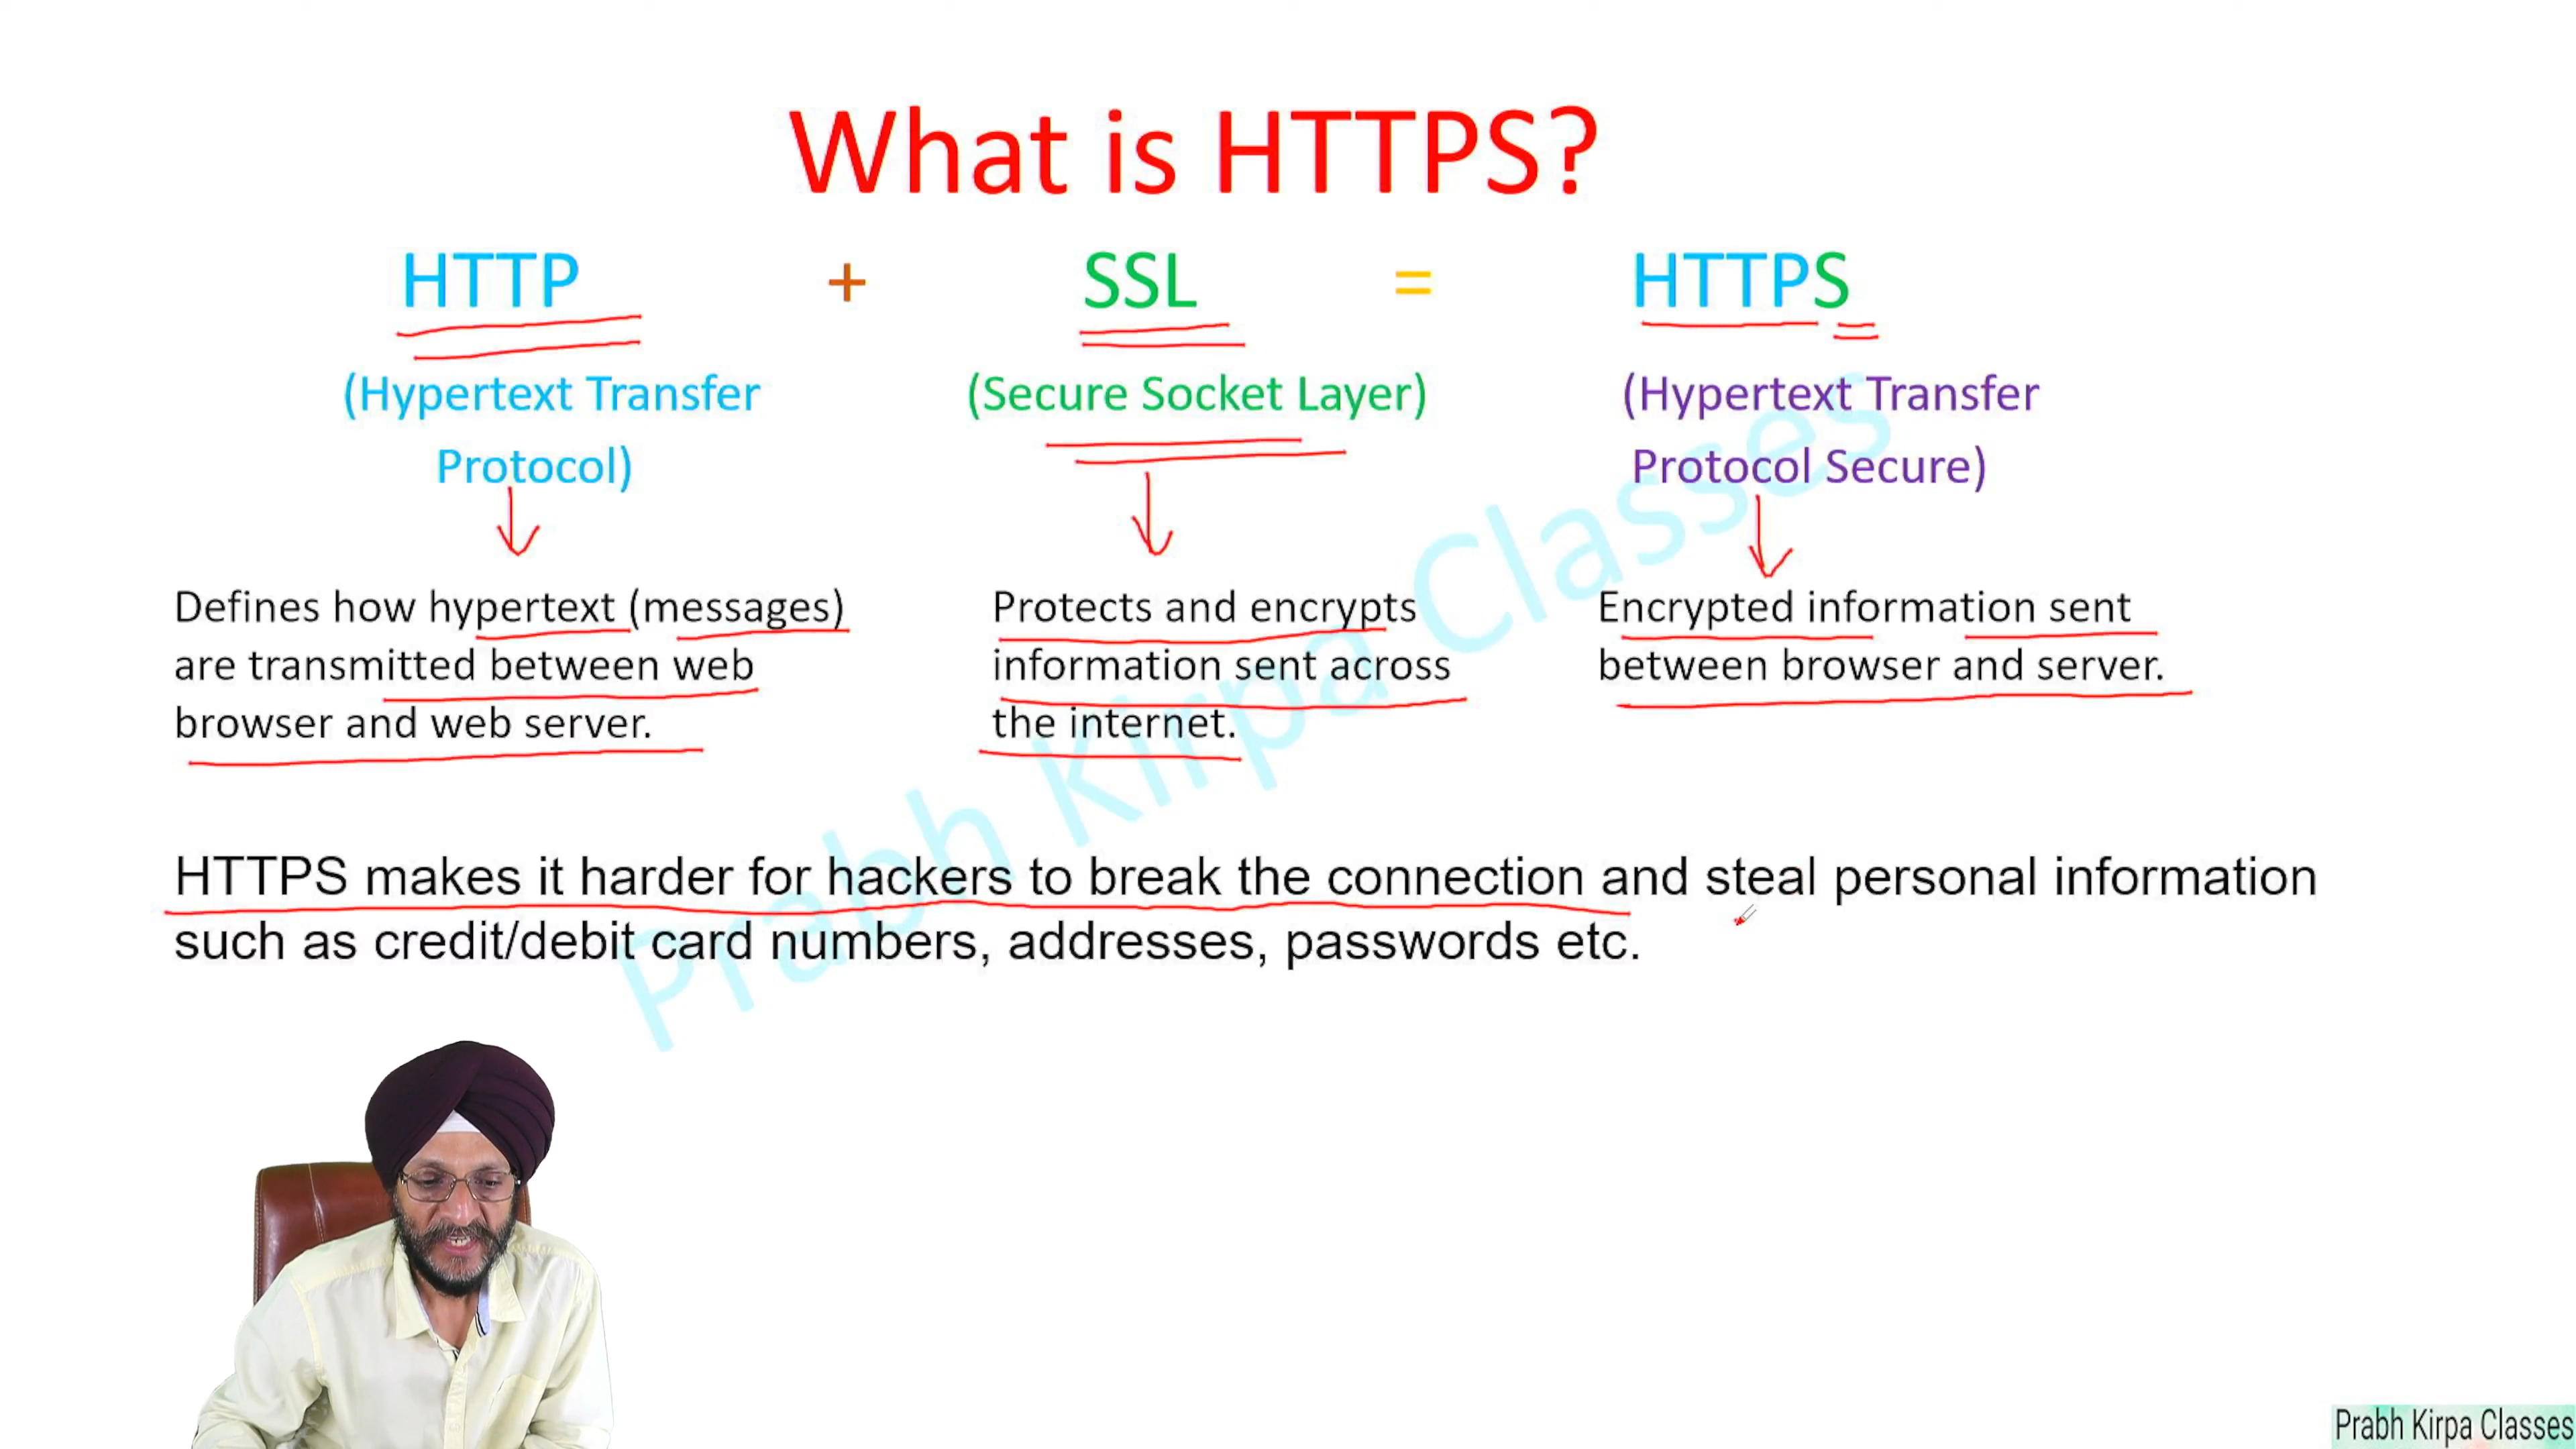 What is HTTPS?
HTTP + SSL = HTTPS
(Hypertext Transfer
Protocol)
(Secure Socket Layer)
(Hypertext Transfer
Protocol Secure)
Defines how hypertext (messages)
are transmitted between web
browser and web server.
Protects and encrypts
information sent across
the internet.
Encrypted information sent
between browser and server.
HTTPS makes it harder for hackers to break the connection and steal personal information
such as credit/debit card numbers, addresses, passwords etc.
Prabh Kirpa Classes
Prabh Kirpa Classes